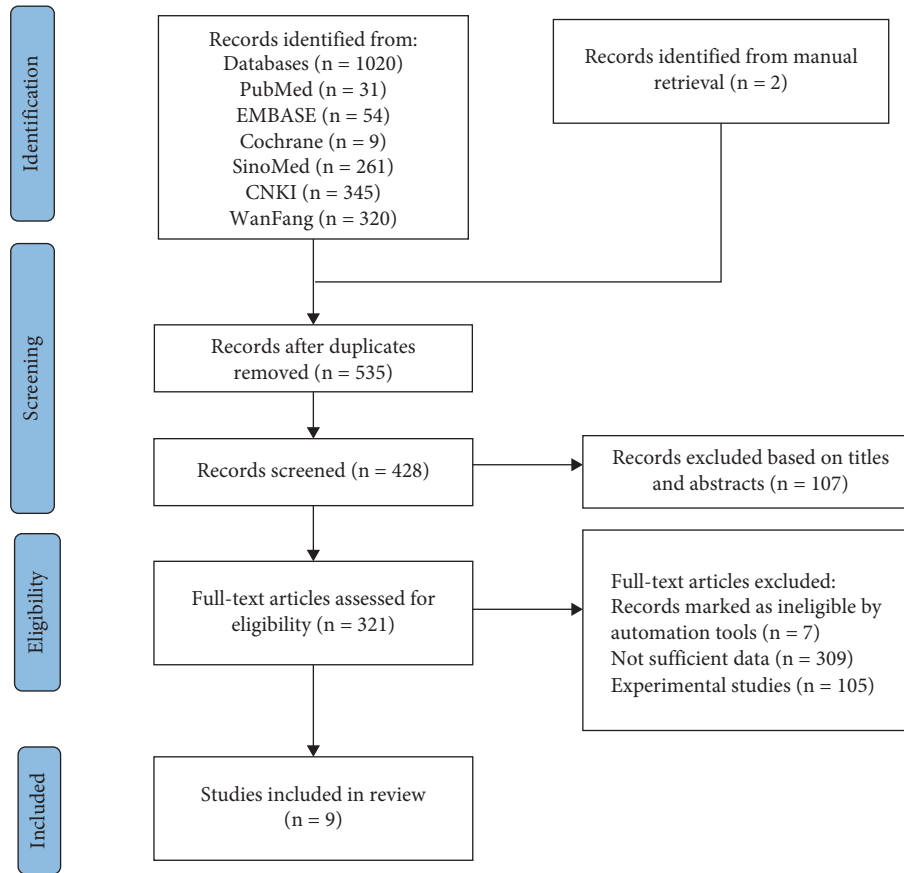 Identification
Records identified from:
Databases (n = 1020)
PubMed (n = 31)
EMBASE (n = 54)
Cochrane (n = 9)
SinoMed (n = 261)
CNKI (n = 345)
WanFang (n = 320)
Records identified from manual
retrieval (n = 2)
Screening
Records after duplicates
removed (n = 535)
Records screened (n = 428)
Records excluded based on titles
and abstracts (n = 107)
Eligibility
Full-text articles assessed for
eligibility (n = 321)
Full-text articles excluded:
Records marked as ineligible by
automation tools (n = 7)
Not sufficient data (n = 309)
Experimental studies (n = 105)
Included
Studies included in review
(n = 9)